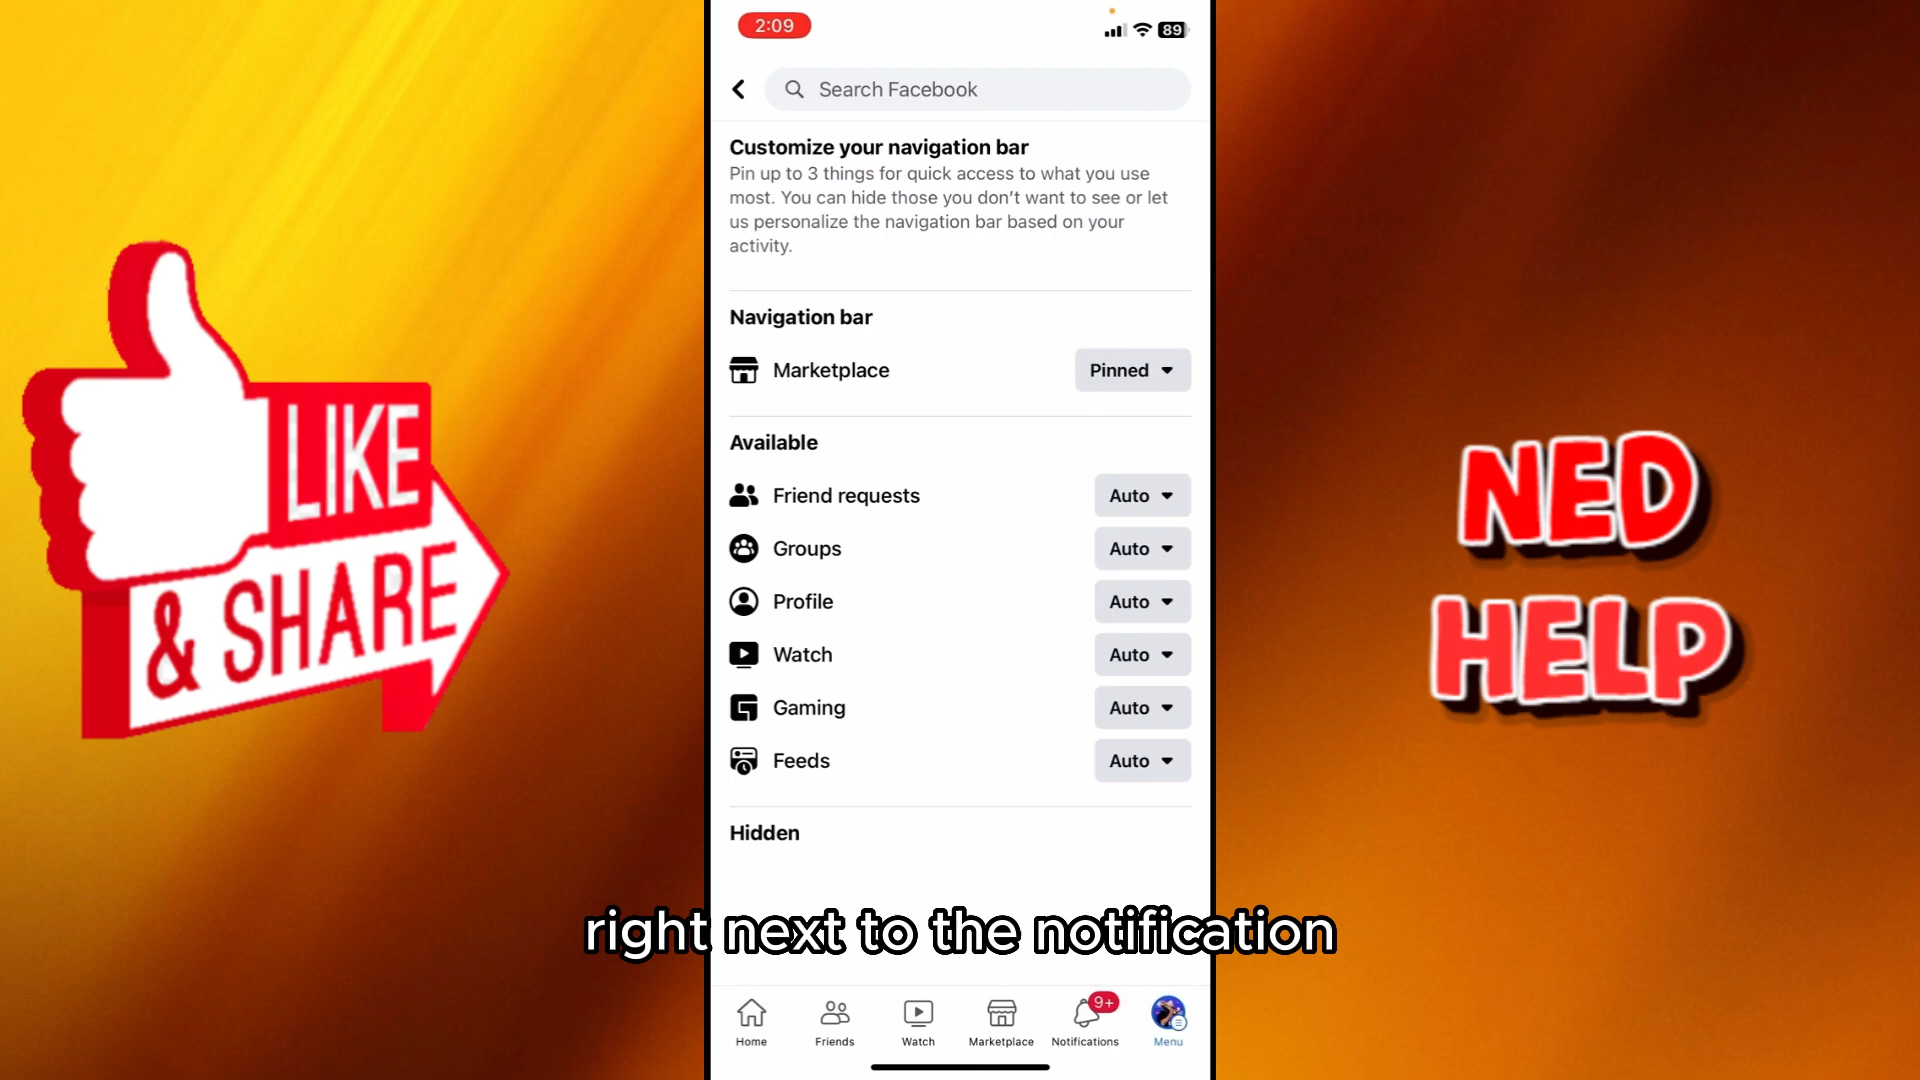 2:09
89
Search Facebook
Customize your navigation bar
Pin up to 3 things for quick access to what you use
most. You can hide those you don’t want to see or let
us personalize the navigation bar based on your
activity.
Navigation bar
Marketplace
Pinned
Available
Friend requests
Auto
Groups
Auto
Profile
Auto
Watch
Auto
Gaming
Auto
Feeds
Auto
Hidden
LIKE
& SHARE
NED
HELP
right next to the notification
9+
Home
Friends
Watch
Marketplace
Notifications
Menu